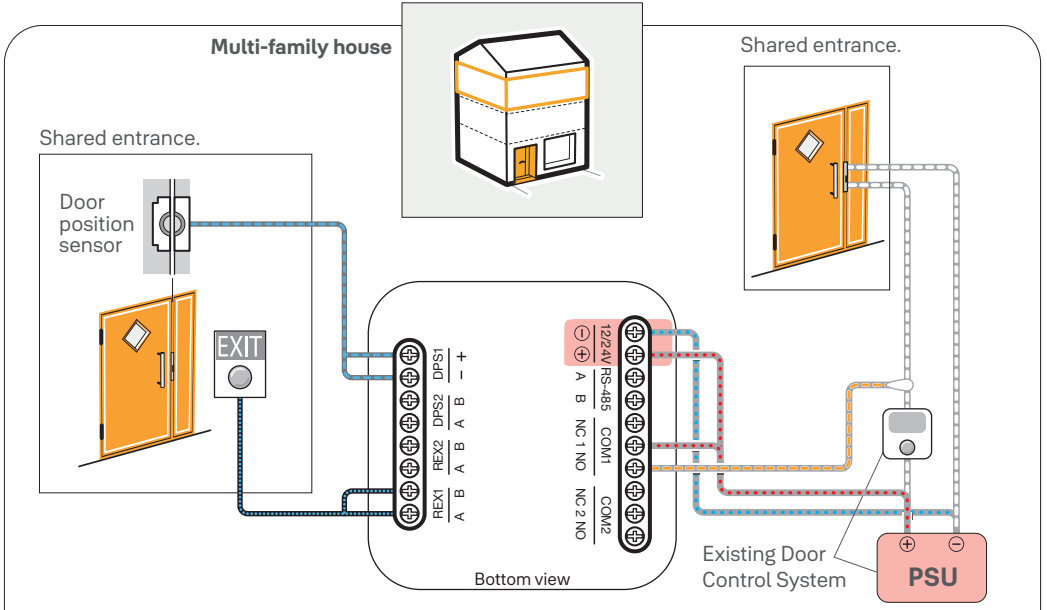 Multi-family house
Shared entrance.
Shared entrance.
Door
position
sensor
EXIT
DPS1
+
−
DPS2
B
A
REX2
B
A
REX1
B
A
⊖
⊕
12/24V
A
B
RS-485
NC 1 NO
COM1
NC 2 NO
COM2
Bottom view
Existing Door
Control System
⊕
⊖
PSU